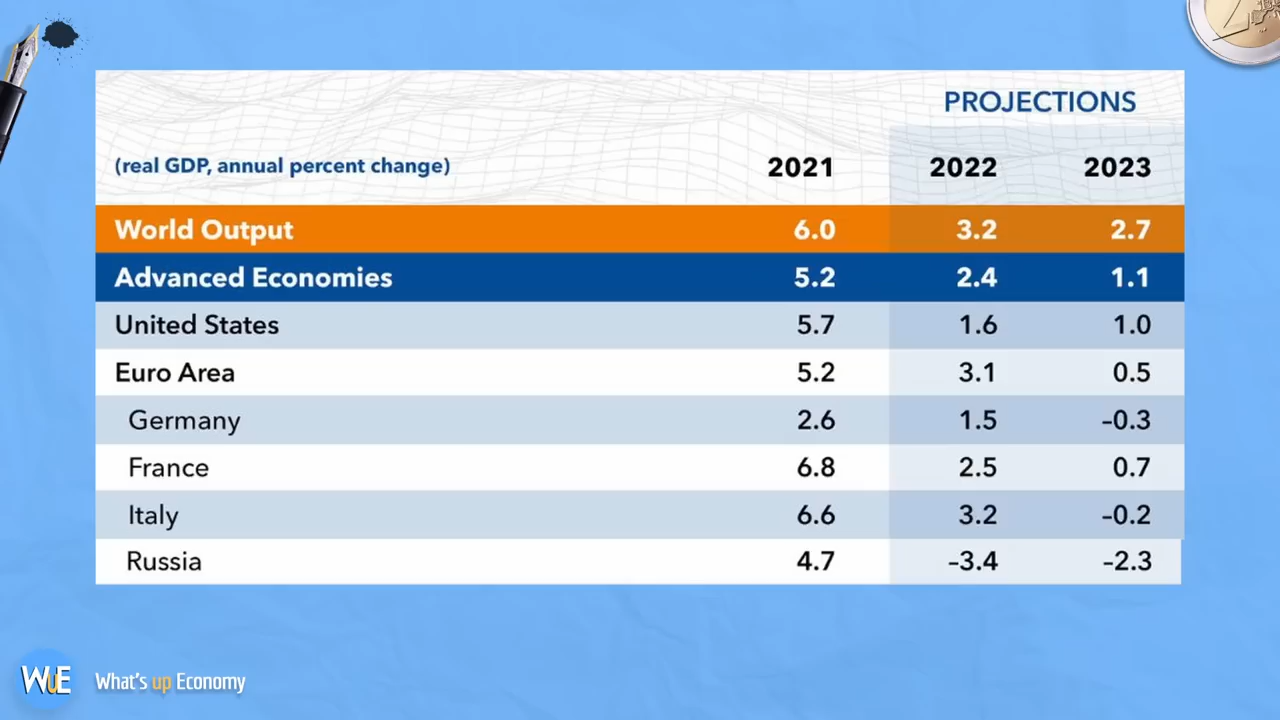 PROJECTIONS
(real GDP, annual percent change) 2021 2022 2023
World Output 6.0 3.2 2.7
Advanced Economies 5.2 2.4 1.1
United States 5.7 1.6 1.0
Euro Area 5.2 3.1 0.5
Germany 2.6 1.5 –0.3
France 6.8 2.5 0.7
Italy 6.6 3.2 –0.2
Russia 4.7 –3.4 –2.3
WuE What's up Economy